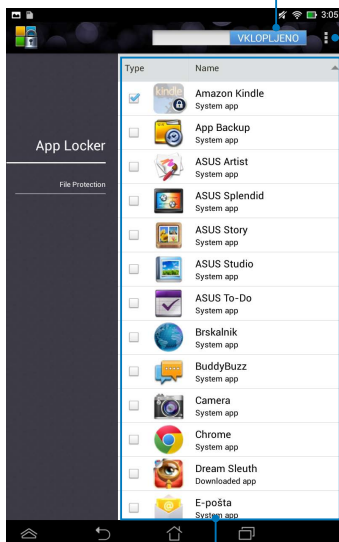 3:05
VKLOPLJENO
App Locker
File Protection
Type Name
kindle
Amazon Kindle
System app
App Backup
System app
ASUS Artist
System app
ASUS Splendid
System app
ASUS Story
System app
ASUS Studio
System app
ASUS To-Do
System app
Brskalnik
System app
BuddyBuzz
System app
Camera
System app
Chrome
System app
Dream Sleuth
Downloaded app
E-pošta
System app